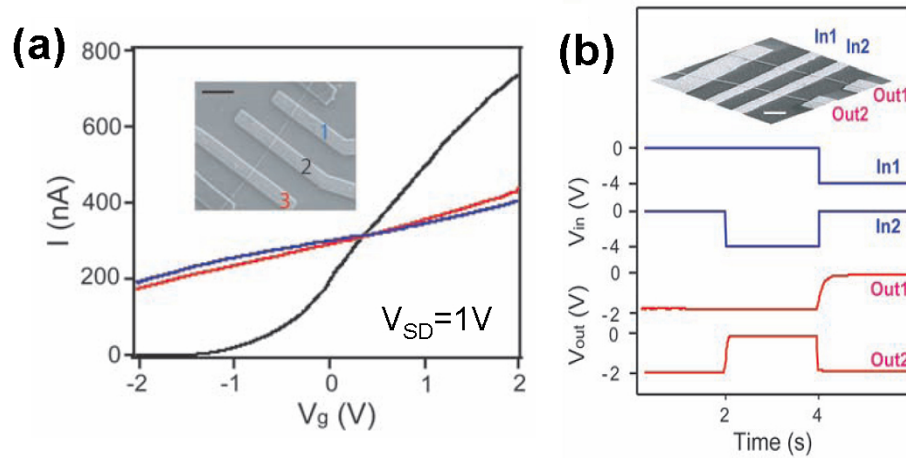 (a)
800
600
400
200
0
I (nA)
1
2
3
V_SD=1V
-2
-1
0
1
2
V_g (V)
(b)
In1
In2
Out1
Out2
0
-4
In1
V_in (V)
0
-4
In2
0
-2
Out1
V_out (V)
0
-2
Out2
2
4
Time (s)